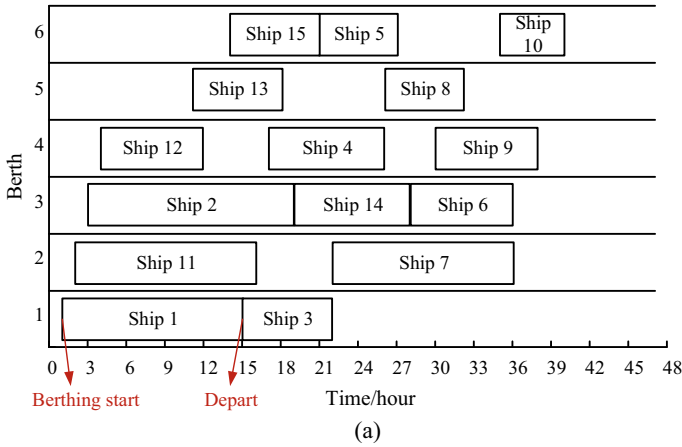 6
Ship 15
Ship 5
Ship
10
5
Ship 13
Ship 8
4
Ship 12
Ship 4
Ship 9
Berth
3
Ship 2
Ship 14
Ship 6
2
Ship 11
Ship 7
1
Ship 1
Ship 3
0 3 6 9 12 15 18 21 24 27 30 33 36 39 42 45 48
Berthing start
Depart
Time/hour
(a)